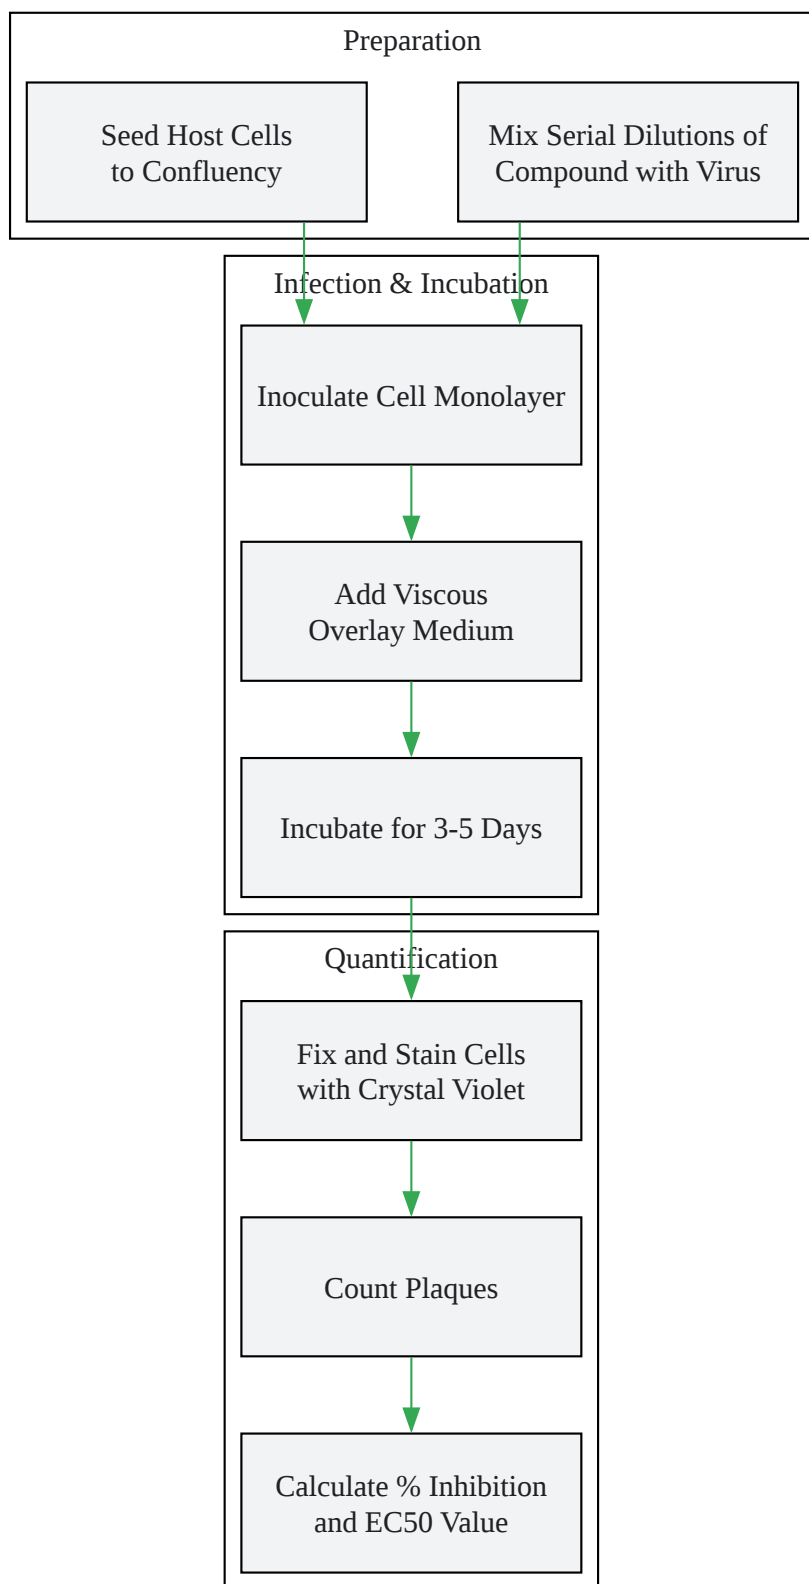 Preparation
Seed Host Cells
to Confluency
Mix Serial Dilutions of
Compound with Virus
Infection & Incubation
Inoculate Cell Monolayer
Add Viscous
Overlay Medium
Incubate for 3-5 Days
Quantification
Fix and Stain Cells
with Crystal Violet
Count Plaques
Calculate % Inhibition
and EC50 Value